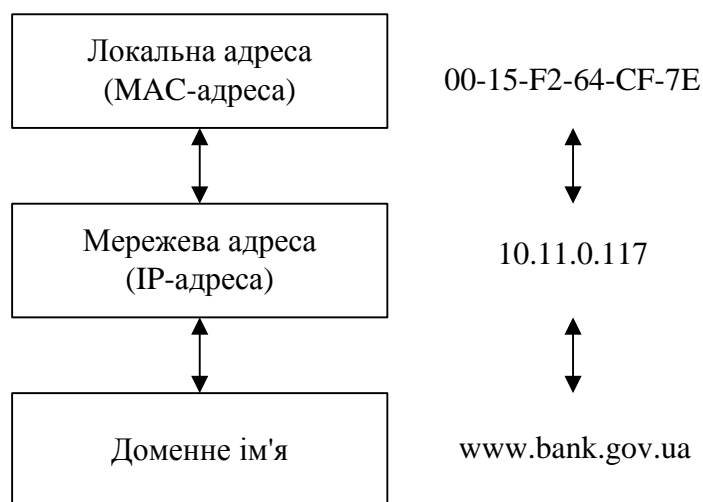 Локальна адреса
(MAC-адреса)
00-15-F2-64-CF-7E
Мережева адреса
(IP-адреса)
10.11.0.117
Доменне ім'я
www.bank.gov.ua